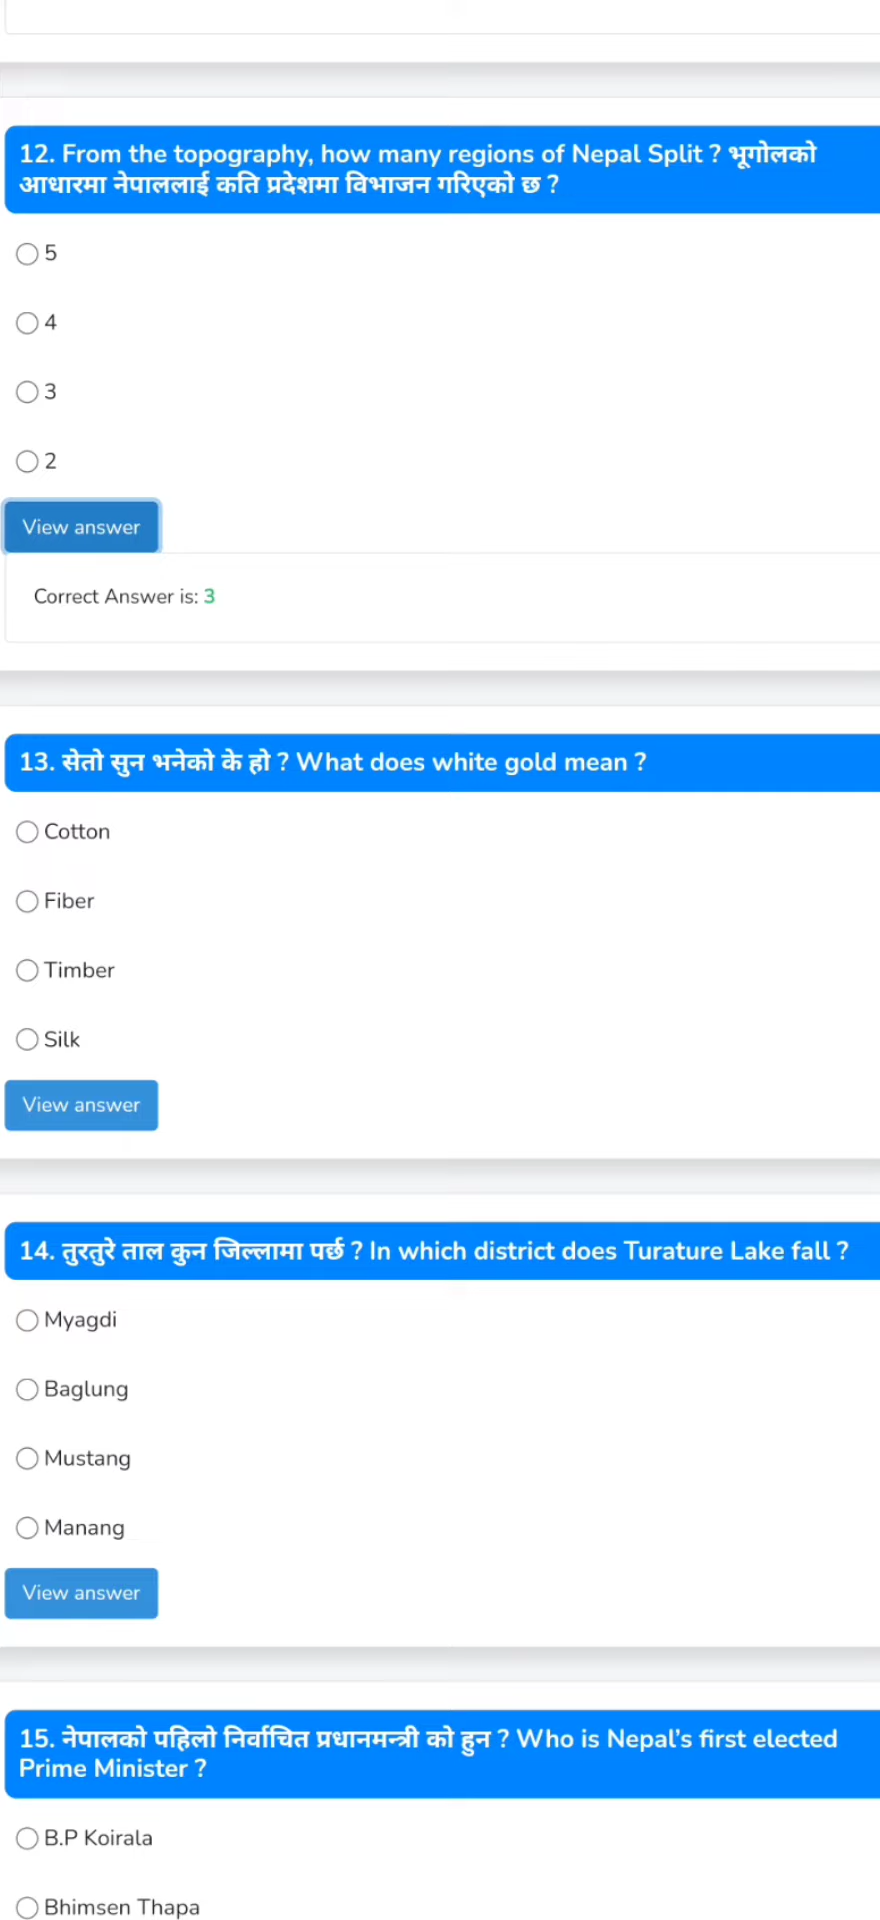 12. From the topography, how many regions of Nepal Split ? भूगोलको
आधारमा नेपाललाई कति प्रदेशमा विभाजन गरिएको छ ?
5
4
3
2
View answer
Correct Answer is: 3
13. सेतो सुन भनेको के हो ? What does white gold mean ?
Cotton
Fiber
Timber
Silk
View answer
14. तुरतुरे ताल कुन जिल्लामा पर्छ ? In which district does Turature Lake fall ?
Myagdi
Baglung
Mustang
Manang
View answer
15. नेपालको पहिलो निर्वाचित प्रधानमन्त्री को हुन ? Who is Nepal's first elected
Prime Minister ?
B.P Koirala
Bhimsen Thapa